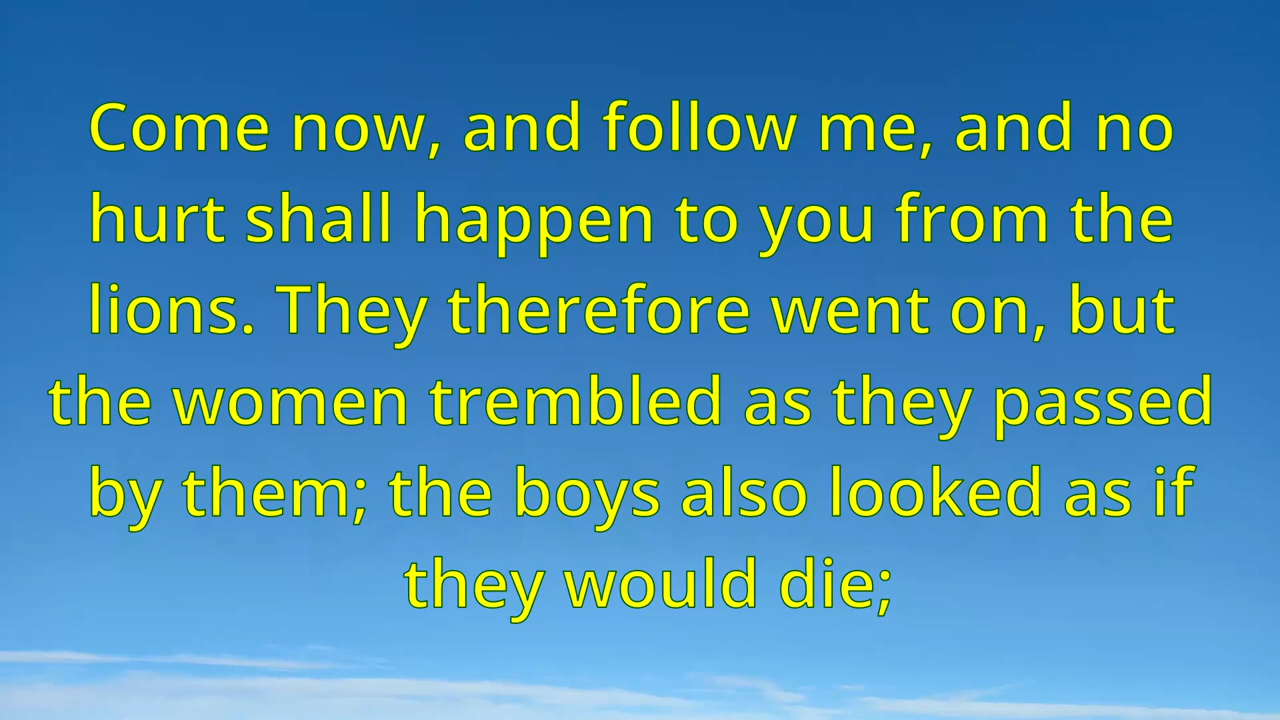 Come now, and follow me, and no
hurt shall happen to you from the
lions. They therefore went on, but
the women trembled as they passed
by them; the boys also looked as if
they would die;